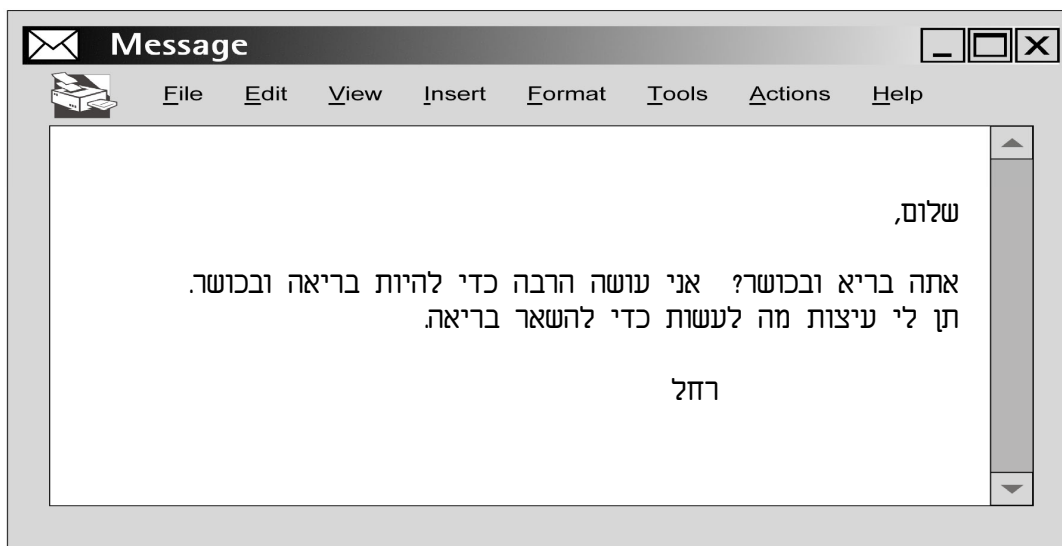 Message
File Edit View Insert Format Tools Actions Help
שלום,
אתה בריא ובכושר? אני עושה הרבה כדי להיות בריאה ובכושר.
תן לי עיצות מה לעשות כדי להשאר בריאה.
רחל